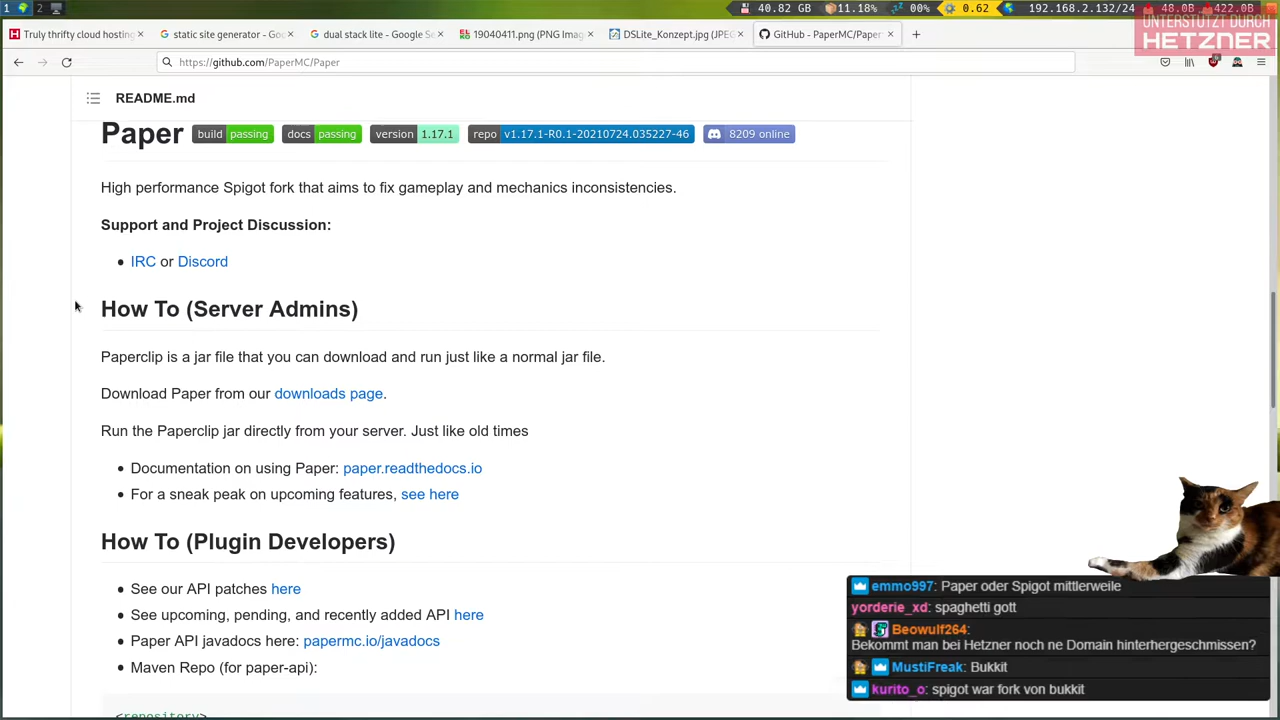 1 2 40.82 GB 11.18% 00% 0.62 192.168.2.132/24 48.0B 422.0B
UNTERSTÜTZT DURCH
HETZNER
Truly thrifty cloud hosting
static site generator - Goo
dual stack lite - Google Se
19040411.png (PNG Imag
DSLite_Konzept.jpg (JPEG
GitHub - PaperMC/Paper
https://github.com/PaperMC/Paper
README.md
Paper
build passing docs passing version 1.17.1 repo v1.17.1-R0.1-20210724.035227-46 8209 online
High performance Spigot fork that aims to fix gameplay and mechanics inconsistencies.
Support and Project Discussion:
IRC or Discord
How To (Server Admins)
Paperclip is a jar file that you can download and run just like a normal jar file.
Download Paper from our downloads page.
Run the Paperclip jar directly from your server. Just like old times
Documentation on using Paper: paper.readthedocs.io
For a sneak peak on upcoming features, see here
How To (Plugin Developers)
See our API patches here
See upcoming, pending, and recently added API here
Paper API javadocs here: papermc.io/javadocs
Maven Repo (for paper-api):
<repository>
emmo997: Paper oder Spigot mittlerweile
yorderie_xd: spaghetti gott
Beowulf264:
Bekommt man bei Hetzner noch ne Domain hinterhergeschmissen?
MustiFreak: Bukkit
kurito_o: spigot war fork von bukkit